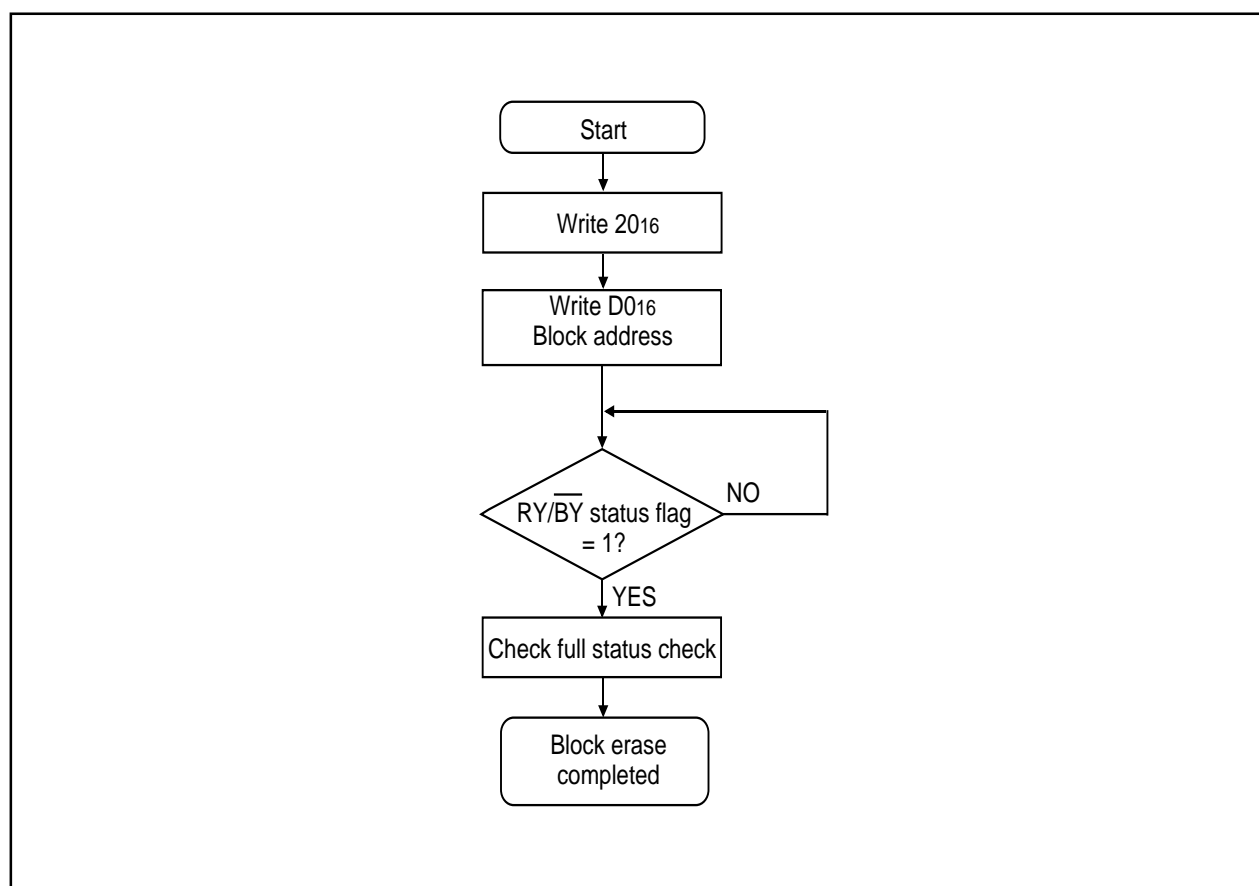 Start
Write 2016
Write D016
Block address
RY/B̅Y̅ status flag
= 1?
NO
YES
Check full status check
Block erase
completed